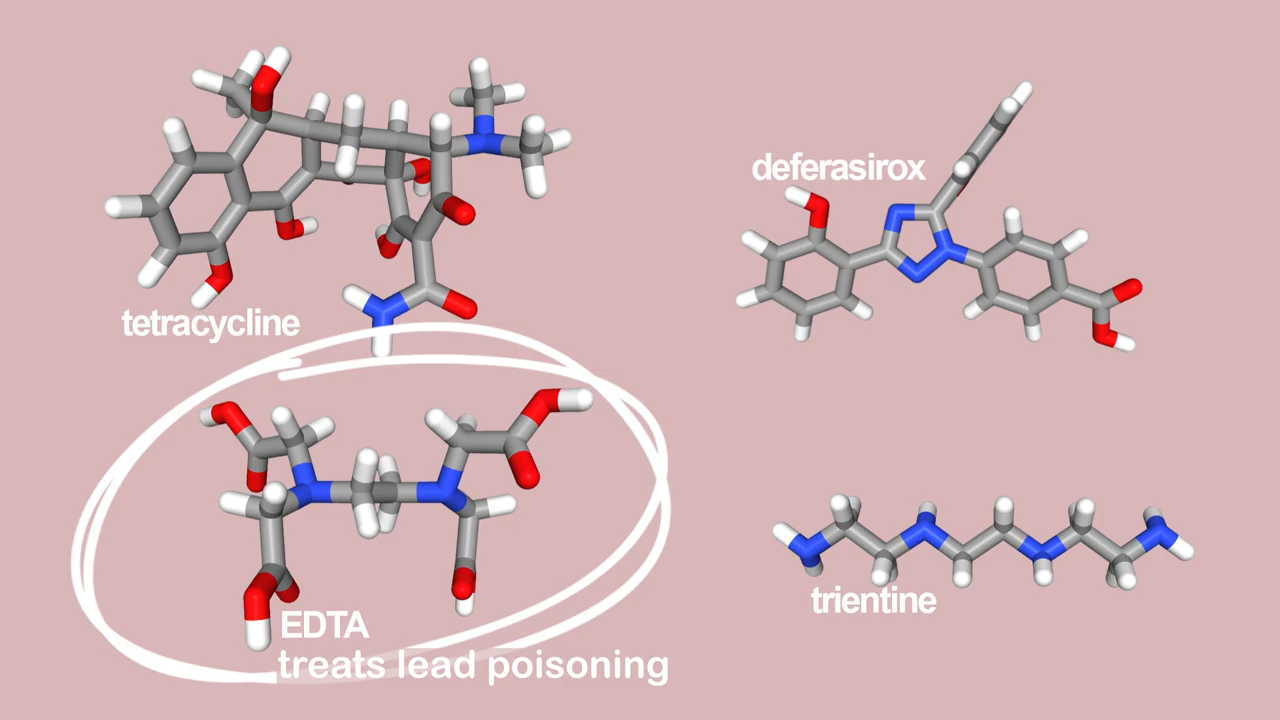 deferasirox
tetracycline
trientine
EDTA
treats lead poisoning